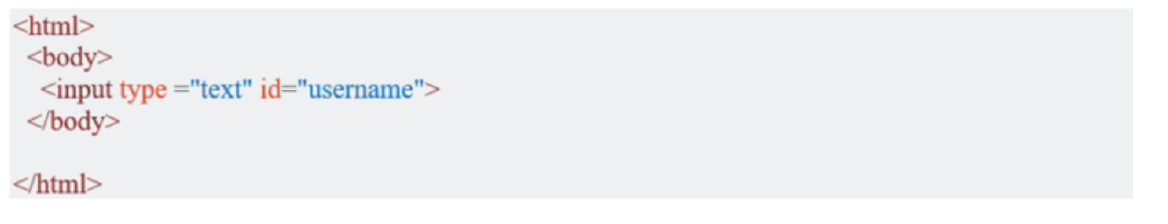 <html>
<body>
<input type ="text" id="username">
</body>
</html>